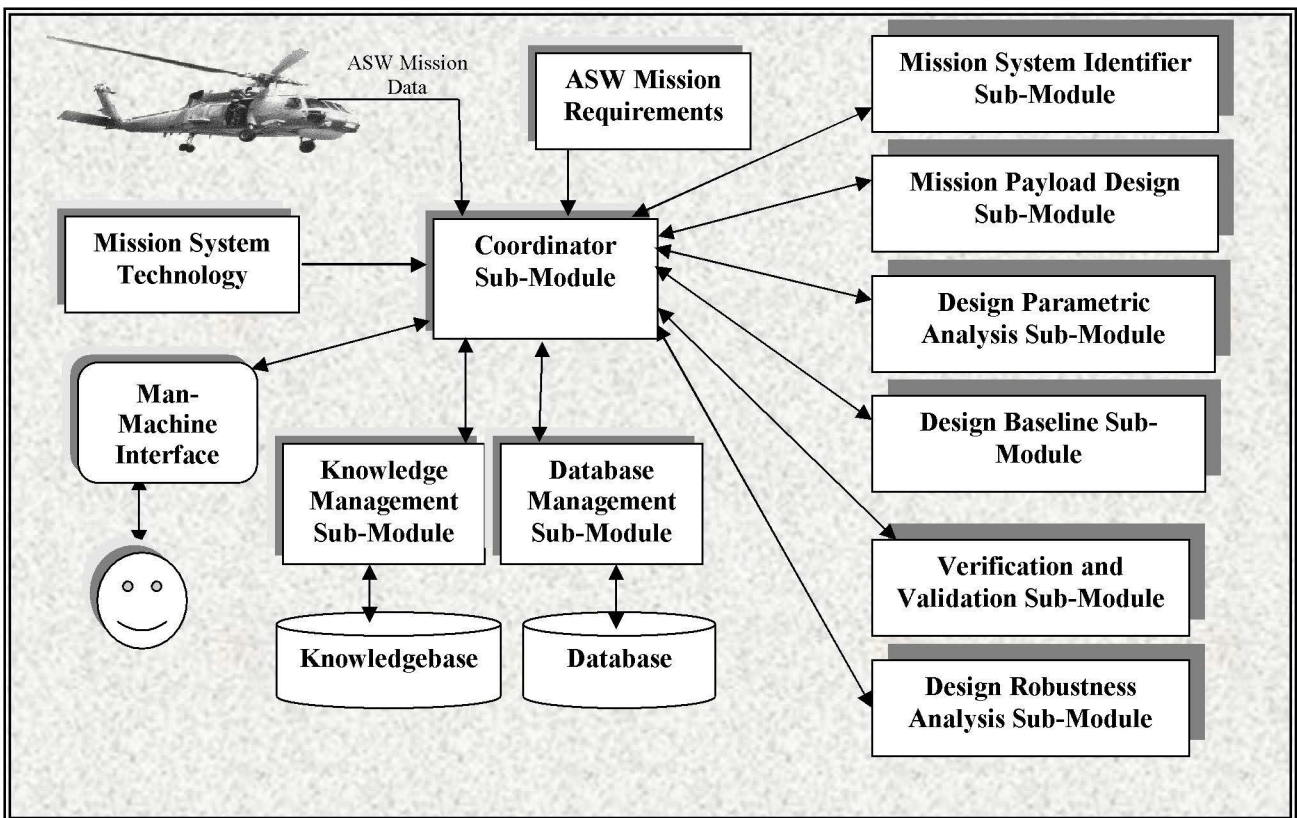 ASW Mission
Data
ASW Mission
Requirements
Mission System Identifier
Sub-Module
Mission Payload Design
Sub-Module
Mission System
Technology
Coordinator
Sub-Module
Design Parametric
Analysis Sub-Module
Man-
Machine
Interface
Design Baseline Sub-
Module
Knowledge
Management
Sub-Module
Database
Management
Sub-Module
Verification and
Validation Sub-Module
Knowledgebase
Database
Design Robustness
Analysis Sub-Module